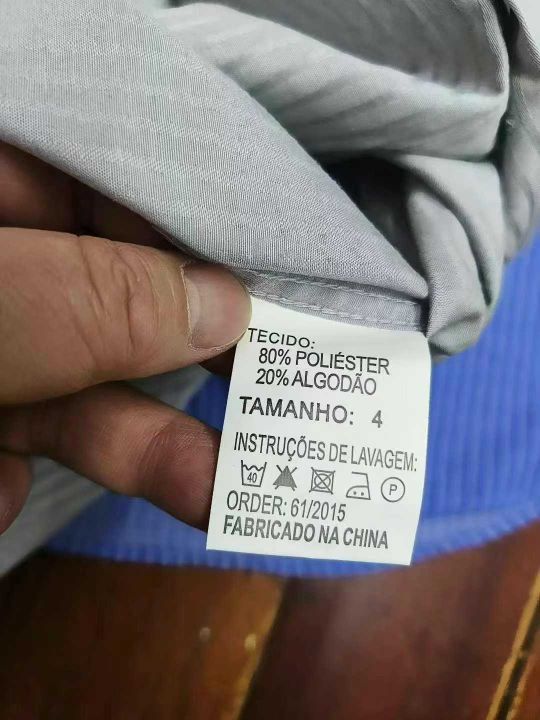 TECIDO:
80% POLIÉSTER
20% ALGODÃO
TAMANHO: 4
INSTRUÇÕES DE LAVAGEM:
40 P
ORDER: 61/2015
FABRICADO NA CHINA